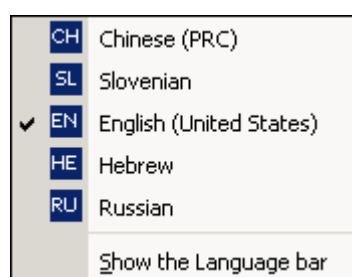 CH Chinese (PRC)
SL Slovenian
EN English (United States)
HE Hebrew
RU Russian
Show the Language bar